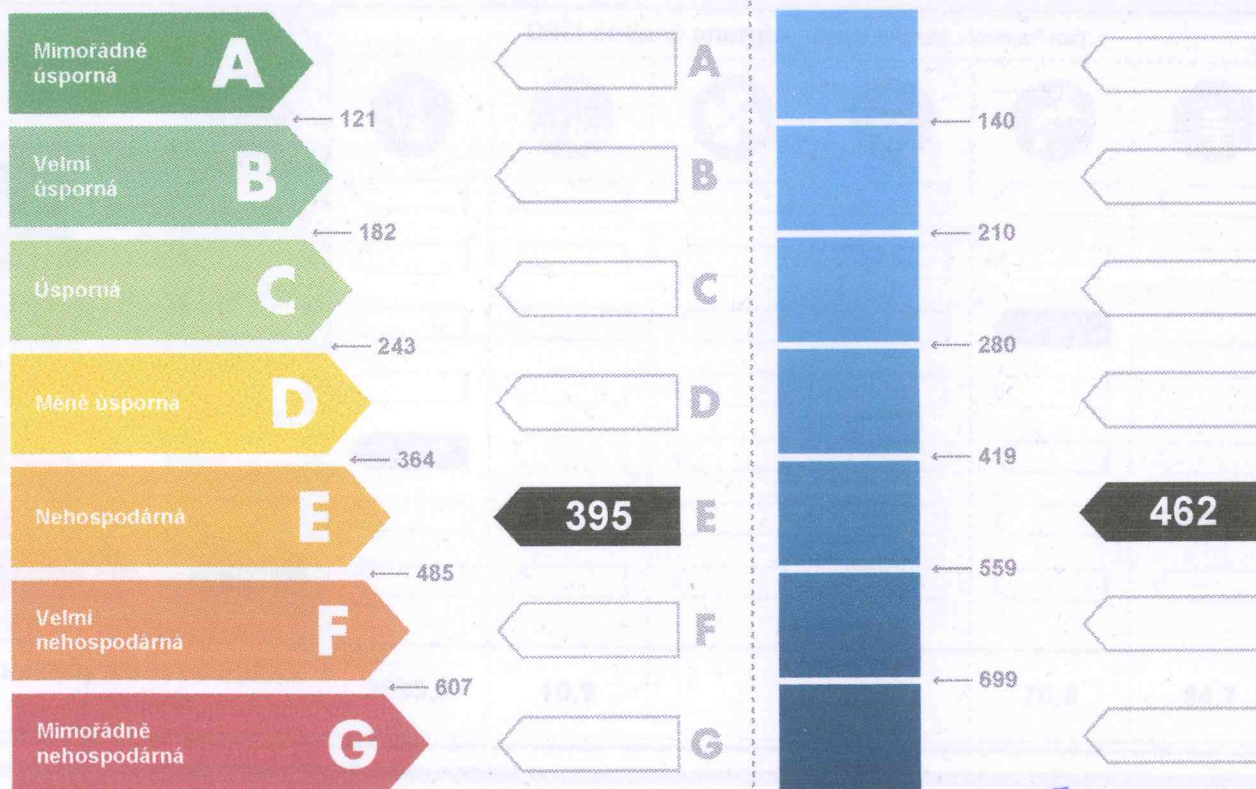 Mimořádně
úsporná
A
A
121
140
Velmi
úsporná
B
B
182
210
Úsporná
C
C
243
280
Méně úsporna
D
D
364
419
Nehospodárná
E
395
E
462
485
559
Velmi
nehospodárná
F
F
607
699
Mimořádně
nehospodárná
G
G